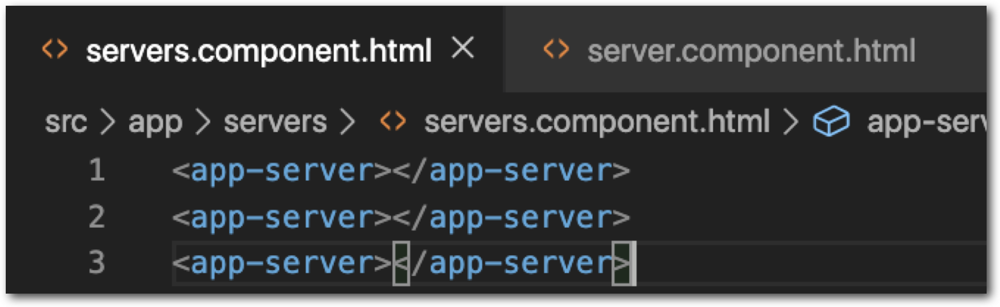 servers.component.html server.component.html
src > app > servers > servers.component.html > app-serv
1 <app-server></app-server>
2 <app-server></app-server>
3 <app-server></app-server>